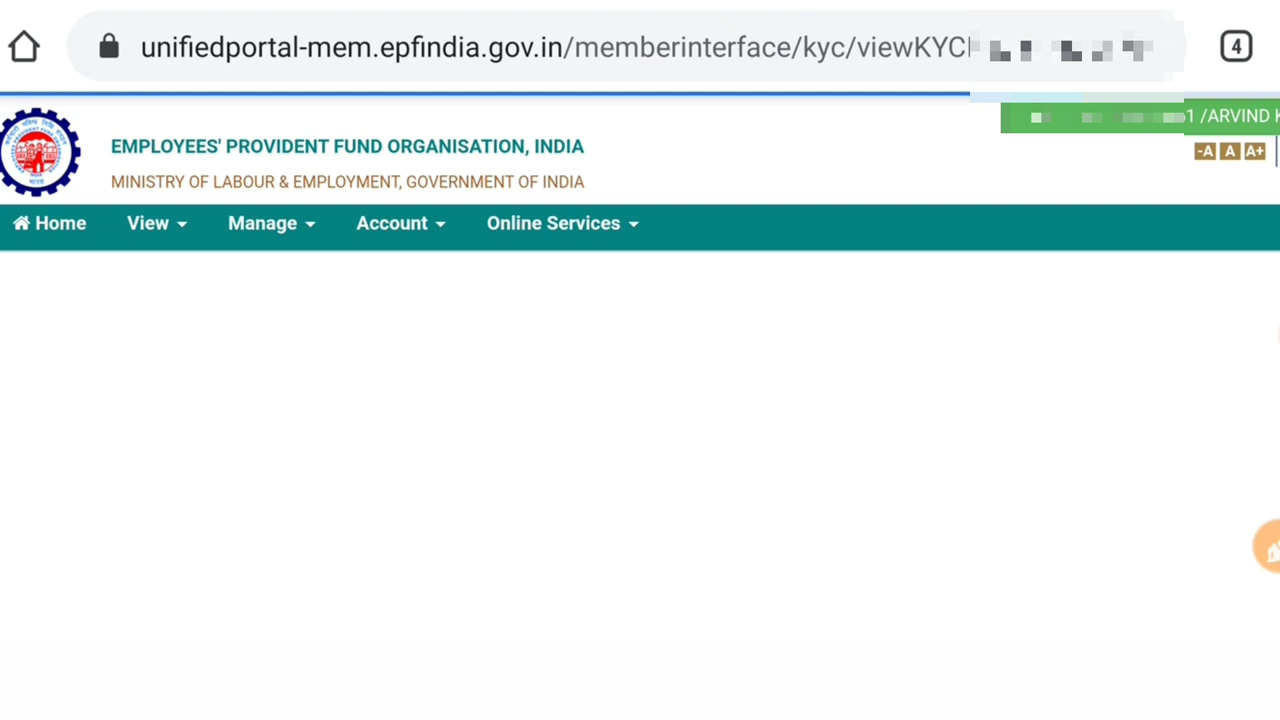 unifiedportal-mem.epfindia.gov.in/memberinterface/kyc/viewKYC
4
1 /ARVIND K
EMPLOYEES' PROVIDENT FUND ORGANISATION, INDIA
-A A A+
MINISTRY OF LABOUR & EMPLOYMENT, GOVERNMENT OF INDIA
Home View Manage Account Online Services